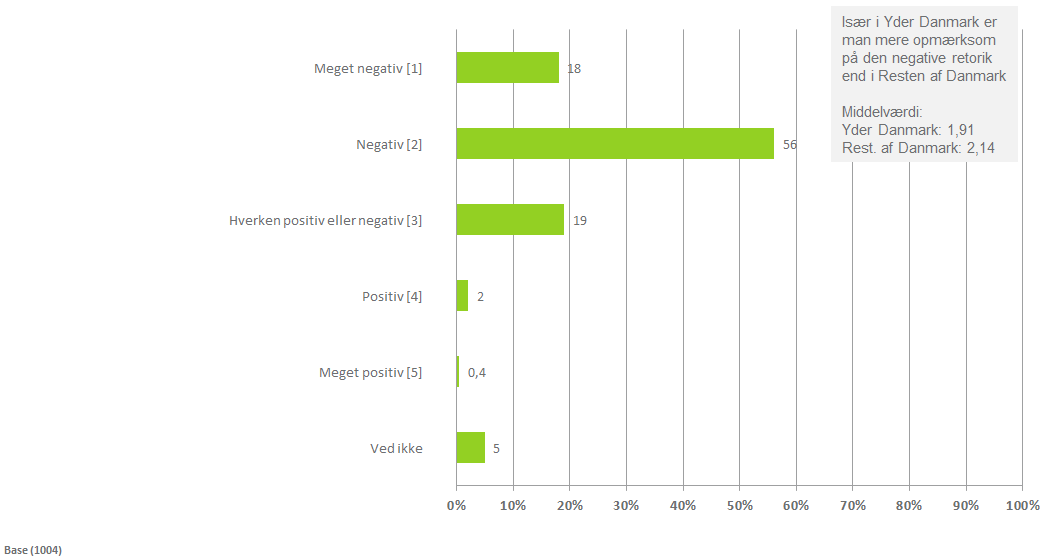 Især i Yder Danmark er
man mere opmærksom
på den negative retorik
end i Resten af Danmark
Middelværdi:
Yder Danmark: 1,91
Rest. af Danmark: 2,14
Meget negativ [1]
18
Negativ [2]
56
Hverken positiv eller negativ [3]
19
Positiv [4]
2
Meget positiv [5]
0,4
Ved ikke
5
0% 10% 20% 30% 40% 50% 60% 70% 80% 90% 100%
Base (1004)